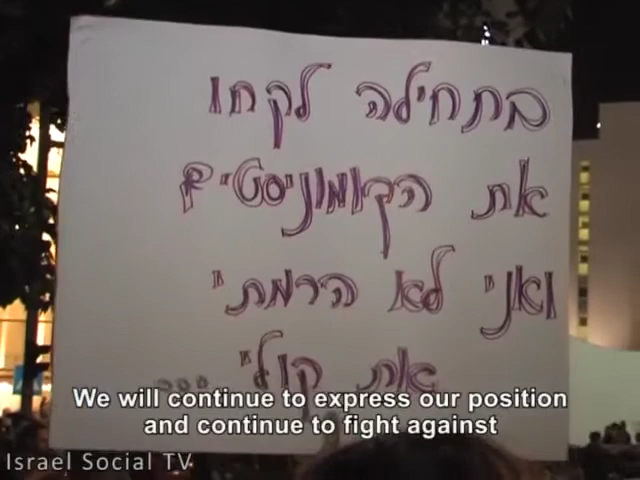 בתחילה לקחו
את הקומוניסטים
ואני לא הרמתי
את קולי...
We will continue to express our position
and continue to fight against
Israel Social TV